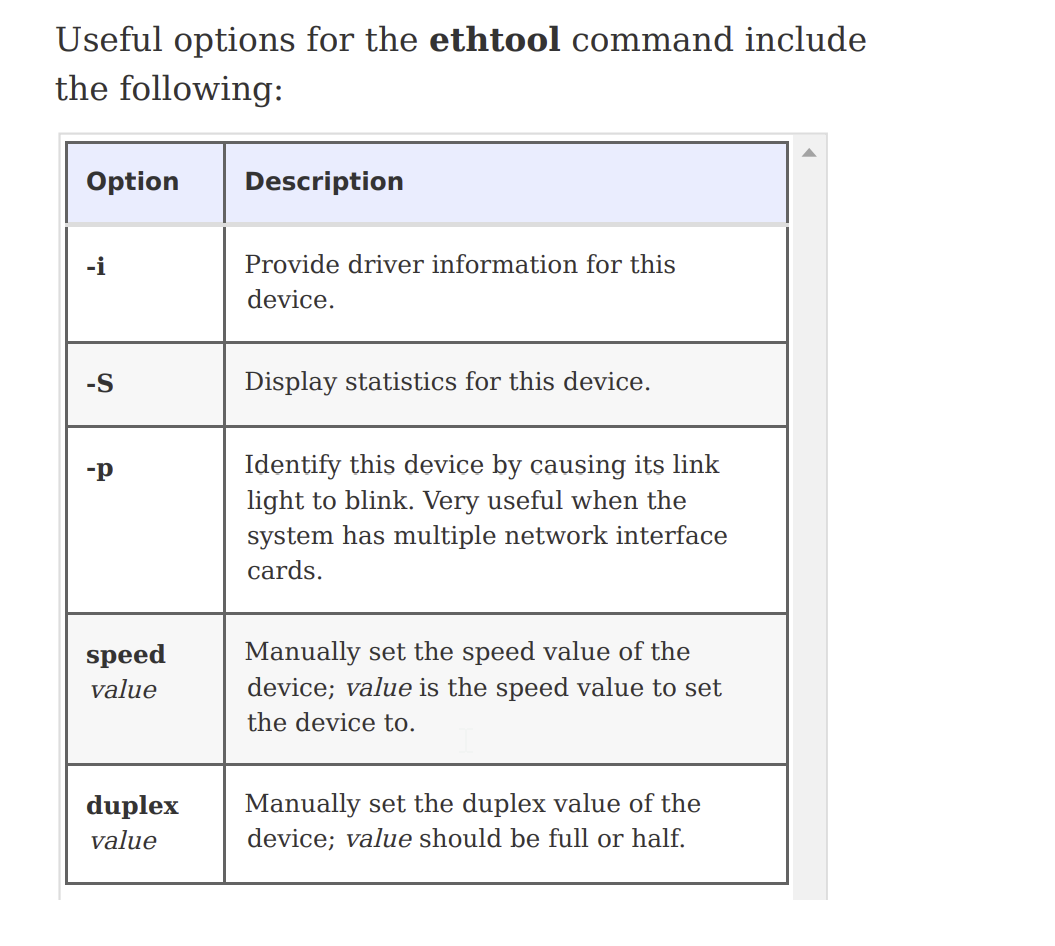 Useful options for the ethtool command include
the following:
Option Description
-i Provide driver information for this
device.
-S Display statistics for this device.
-p Identify this device by causing its link
light to blink. Very useful when the
system has multiple network interface
cards.
speed Manually set the speed value of the
value device; value is the speed value to set
the device to.
duplex Manually set the duplex value of the
value device; value should be full or half.